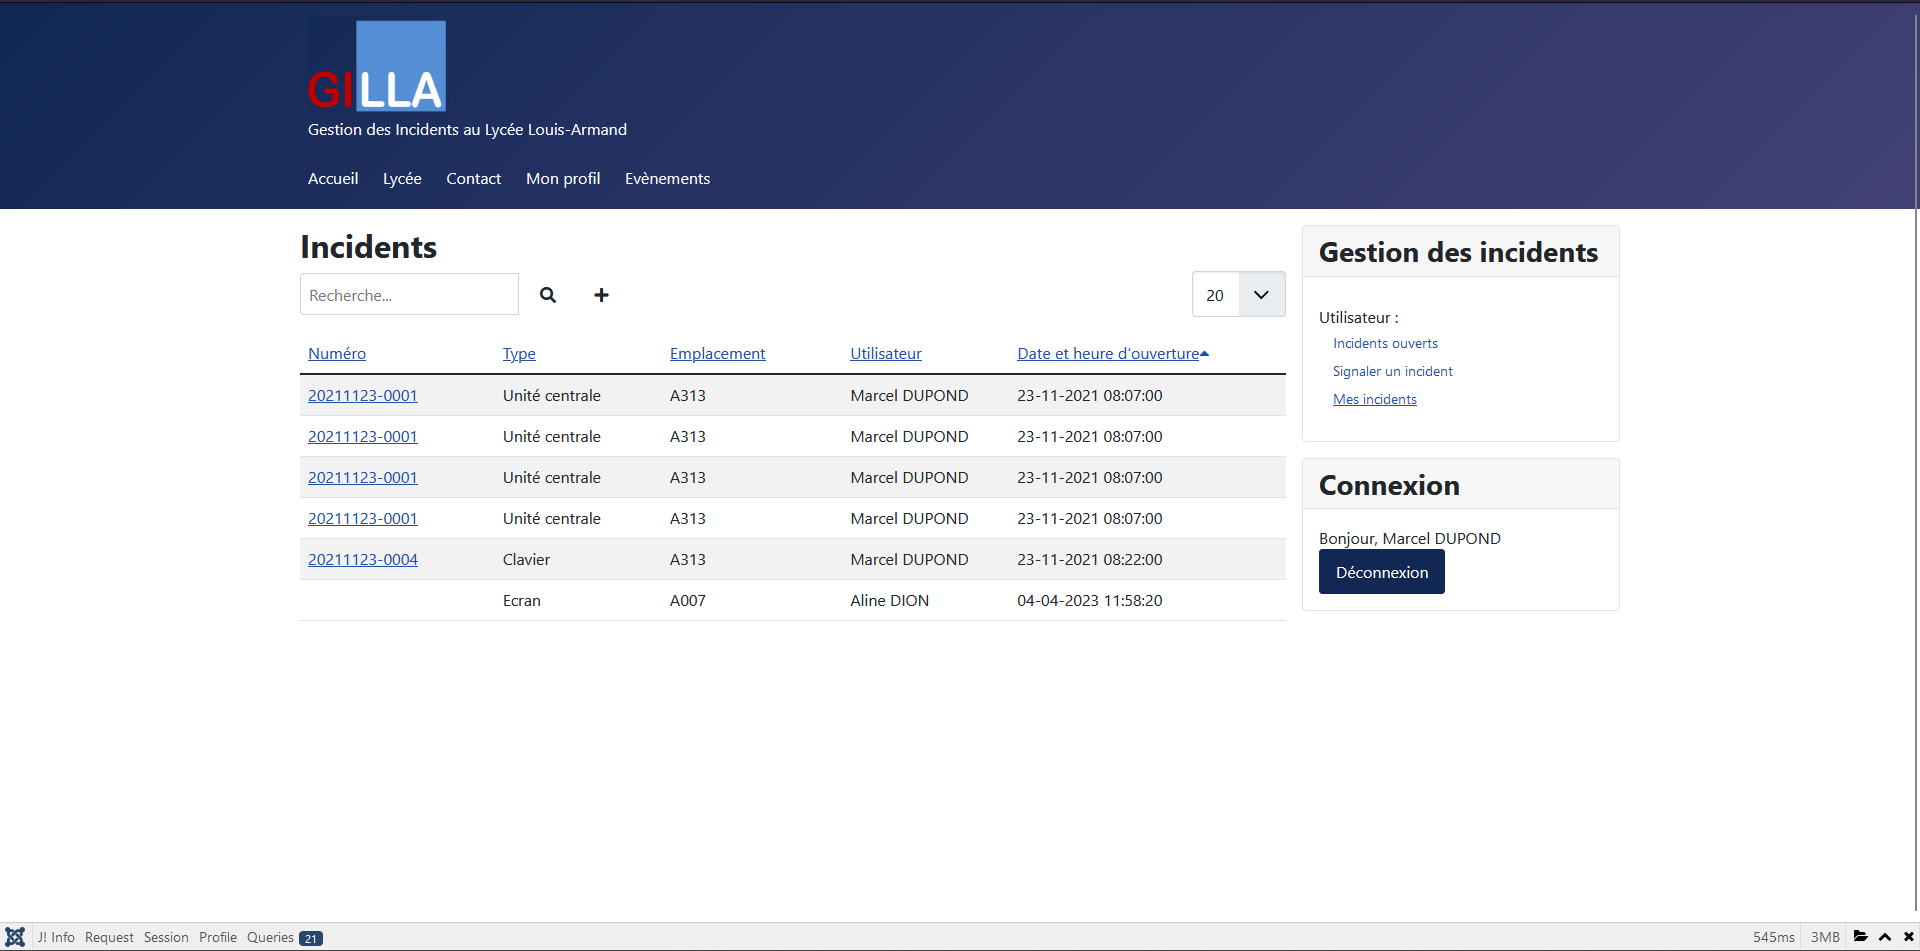 GILLA
Gestion des Incidents au Lycée Louis-Armand
Accueil Lycée Contact Mon profil Evènements
Incidents
Recherche...
20
Numéro Type Emplacement Utilisateur Date et heure d'ouverture
20211123-0001 Unité centrale A313 Marcel DUPOND 23-11-2021 08:07:00
20211123-0001 Unité centrale A313 Marcel DUPOND 23-11-2021 08:07:00
20211123-0001 Unité centrale A313 Marcel DUPOND 23-11-2021 08:07:00
20211123-0001 Unité centrale A313 Marcel DUPOND 23-11-2021 08:07:00
20211123-0004 Clavier A313 Marcel DUPOND 23-11-2021 08:22:00
Ecran A007 Aline DION 04-04-2023 11:58:20
Gestion des incidents
Utilisateur :
Incidents ouverts
Signaler un incident
Mes incidents
Connexion
Bonjour, Marcel DUPOND
Déconnexion
J! Info Request Session Profile Queries 21 545ms 3MB